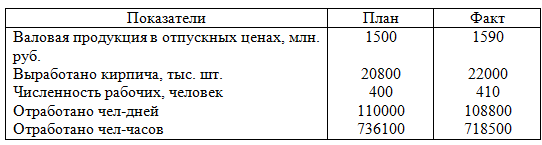 Показатели План Факт
Валовая продукция в отпускных ценах, млн. 1500 1590
руб.
Выработано кирпича, тыс. шт. 20800 22000
Численность рабочих, человек 400 410
Отработано чел-дней 110000 108800
Отработано чел-часов 736100 718500